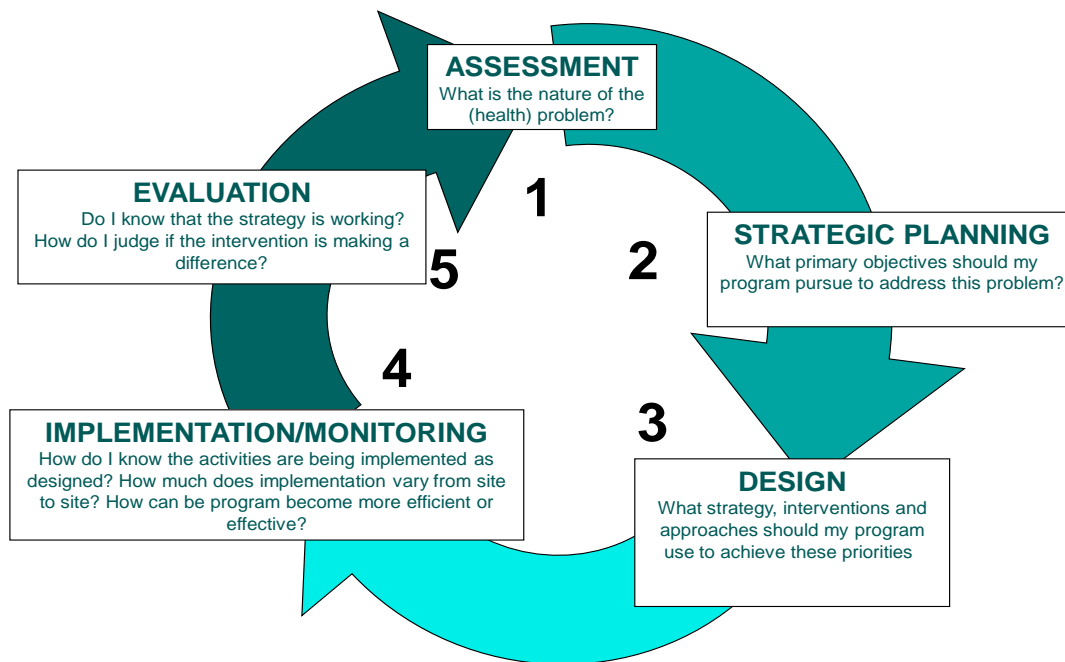 1
ASSESSMENT
What is the nature of the
(health) problem?
2
STRATEGIC PLANNING
What primary objectives should my
program pursue to address this problem?
3
DESIGN
What strategy, interventions and
approaches should my program
use to achieve these priorities
4
IMPLEMENTATION/MONITORING
How do I know the activities are being implemented as
designed? How much does implementation vary from site
to site? How can be program become more efficient or
effective?
5
EVALUATION
Do I know that the strategy is working?
How do I judge if the intervention is making a
difference?